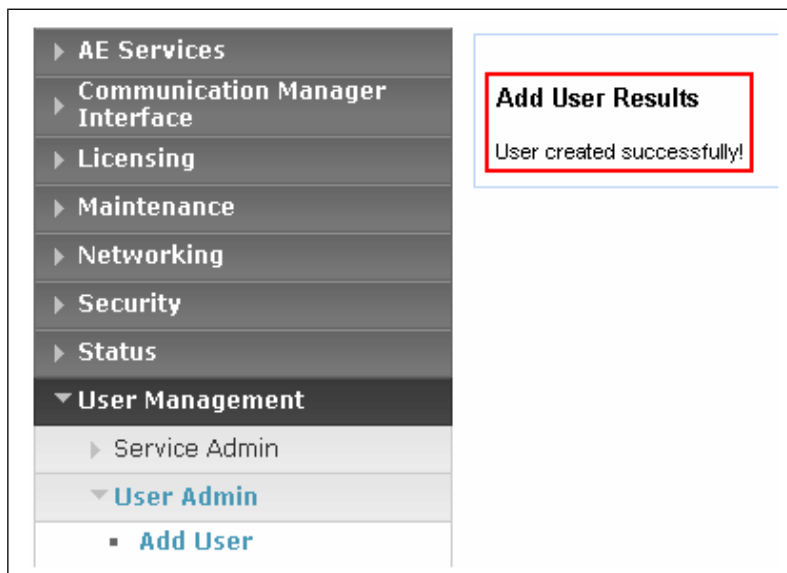 AE Services
Communication Manager
Interface
Licensing
Maintenance
Networking
Security
Status
User Management
Service Admin
User Admin
Add User
Add User Results
User created successfully!